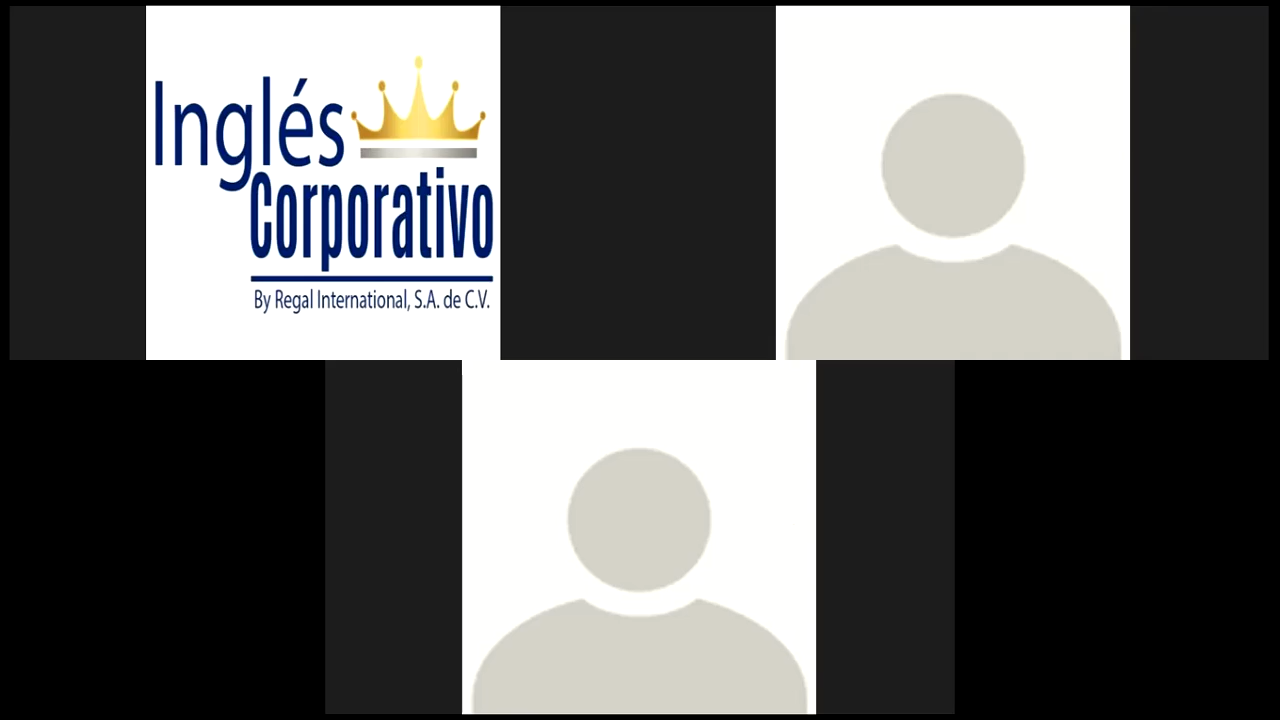 Inglés
Corporativo
By Regal International, S.A. de C.V.